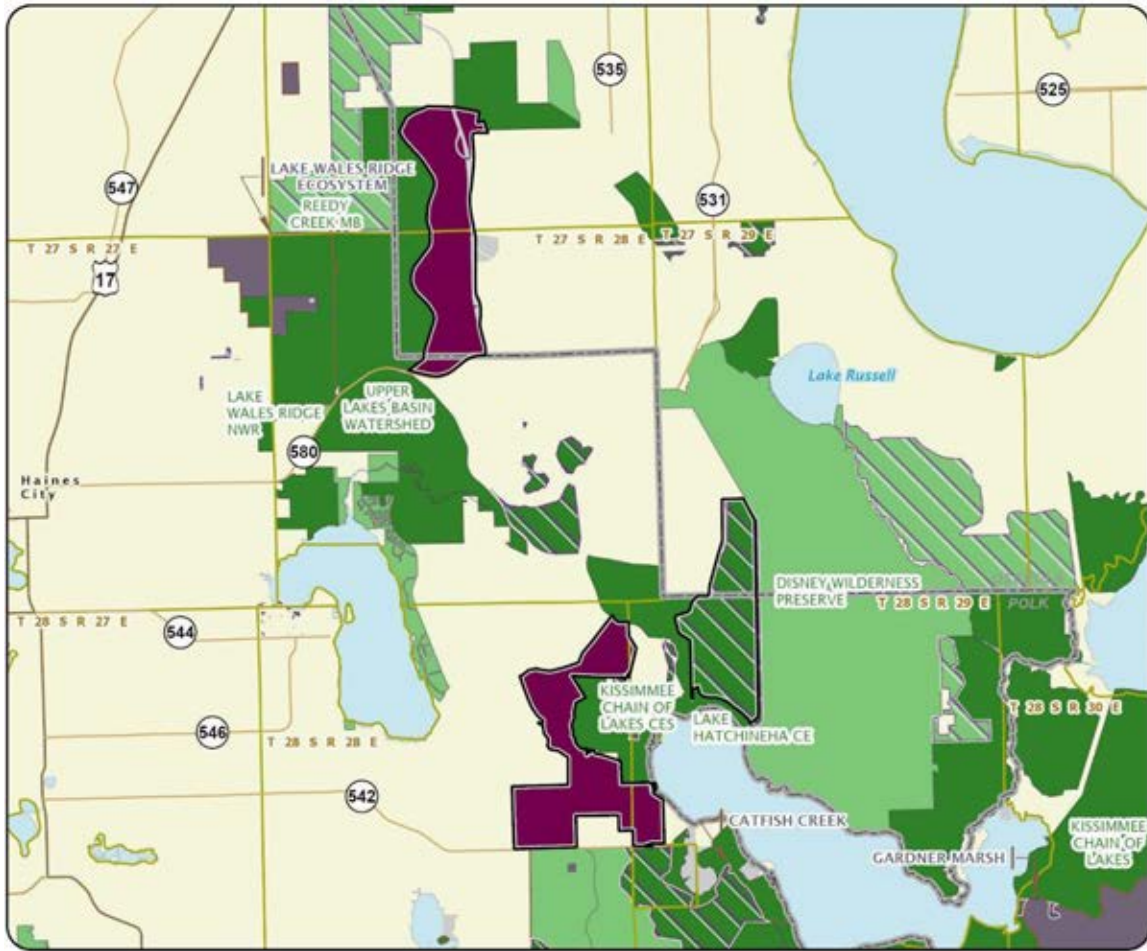 535
525
547
LAKE WALES RIDGE
ECOSYSTEM
REEDY
CREEK MB
531
T 27 S R 27 E
T 27 S R 28 E
T 27 S R 29 E
17
Lake Russell
LAKE
WALES RIDGE
NWR
UPPER
LAKES BASIN
WATERSHED
580
Haines
City
DISNEY WILDERNESS
PRESERVE
T 28 S R 29 E
POLK
T 28 S R 27 E
544
KISSIMMEE
CHAIN OF
LAKES CES
LAKE
HATCHINEHA CE
T 28 S R 30 E
546
T 28 S R 28 E
542
CATFISH CREEK
GARDNER MARSH
KISSIMMEE
CHAIN OF
LAKES